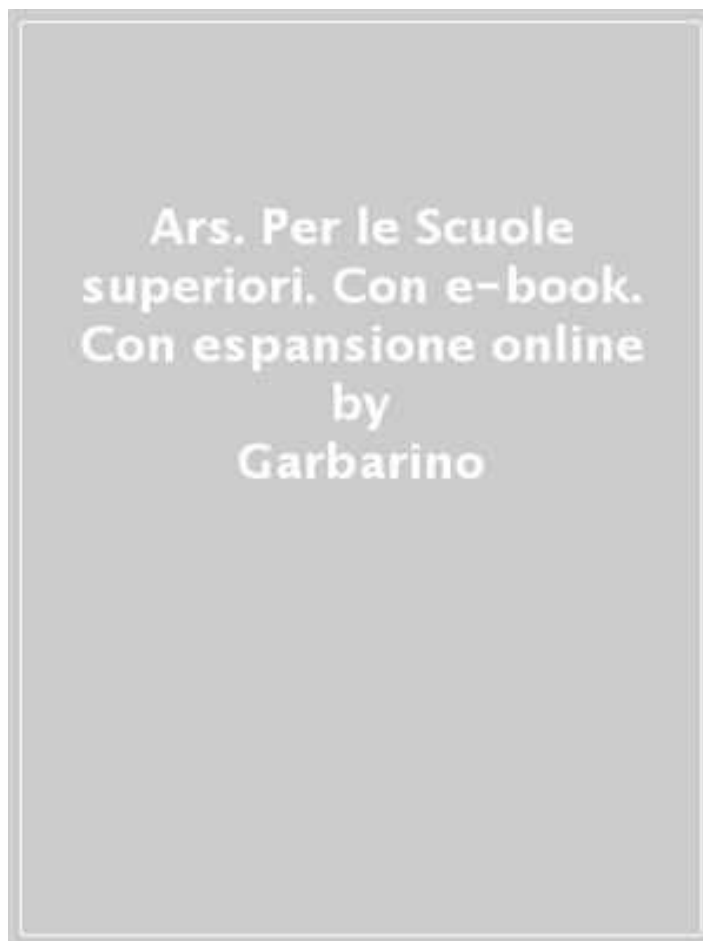 Ars. Per le Scuole
superiori. Con e-book.
Con espansione online
by
Garbarino